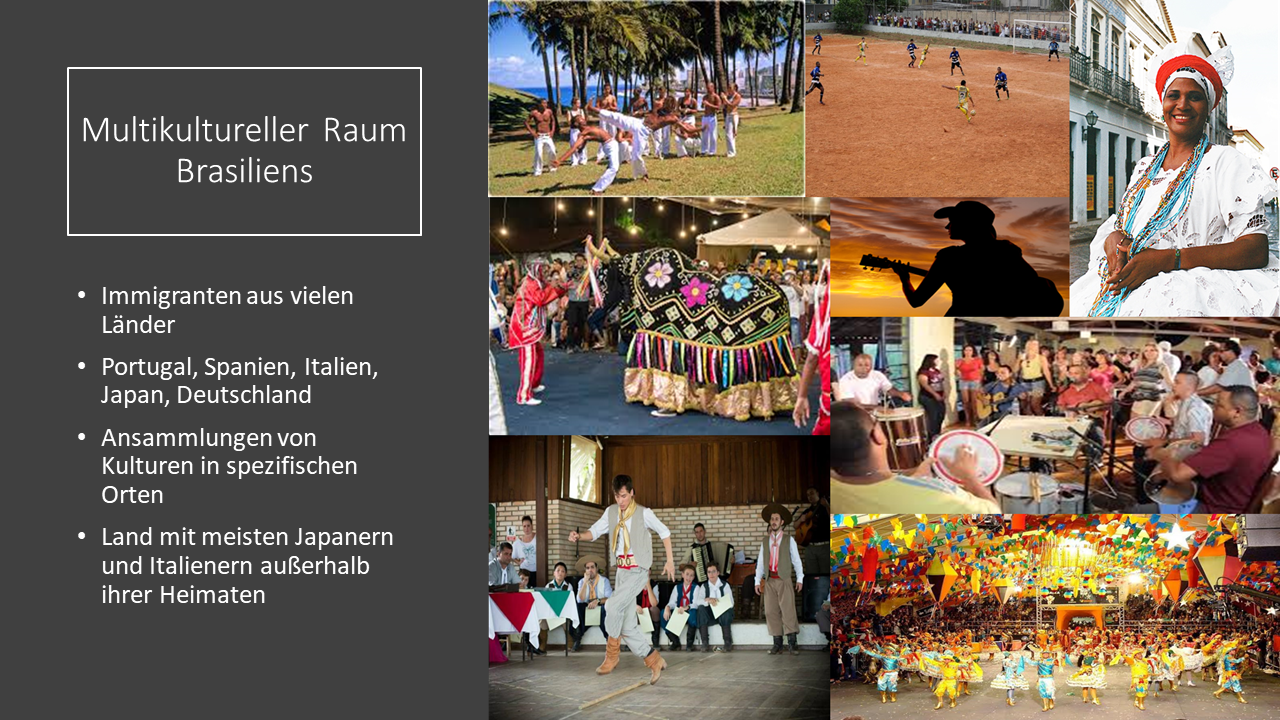 Multikultureller Raum
Brasiliens
• Immigranten aus vielen
Länder
• Portugal, Spanien, Italien,
Japan, Deutschland
• Ansammlungen von
Kulturen in spezifischen
Orten
• Land mit meisten Japanern
und Italienern außerhalb
ihrer Heimaten